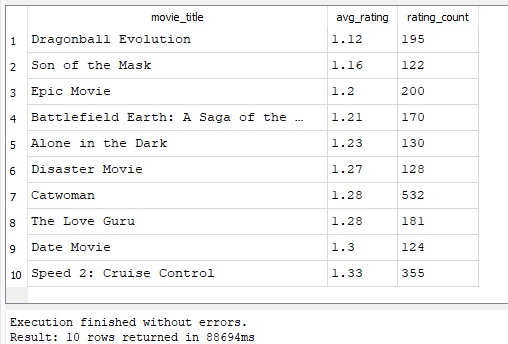 movie_title avg_rating rating_count
1 Dragonball Evolution 1.12 195
2 Son of the Mask 1.16 122
3 Epic Movie 1.2 200
4 Battlefield Earth: A Saga of the … 1.21 170
5 Alone in the Dark 1.23 130
6 Disaster Movie 1.27 128
7 Catwoman 1.28 532
8 The Love Guru 1.28 181
9 Date Movie 1.3 124
10 Speed 2: Cruise Control 1.33 355
Execution finished without errors.
Result: 10 rows returned in 88694ms